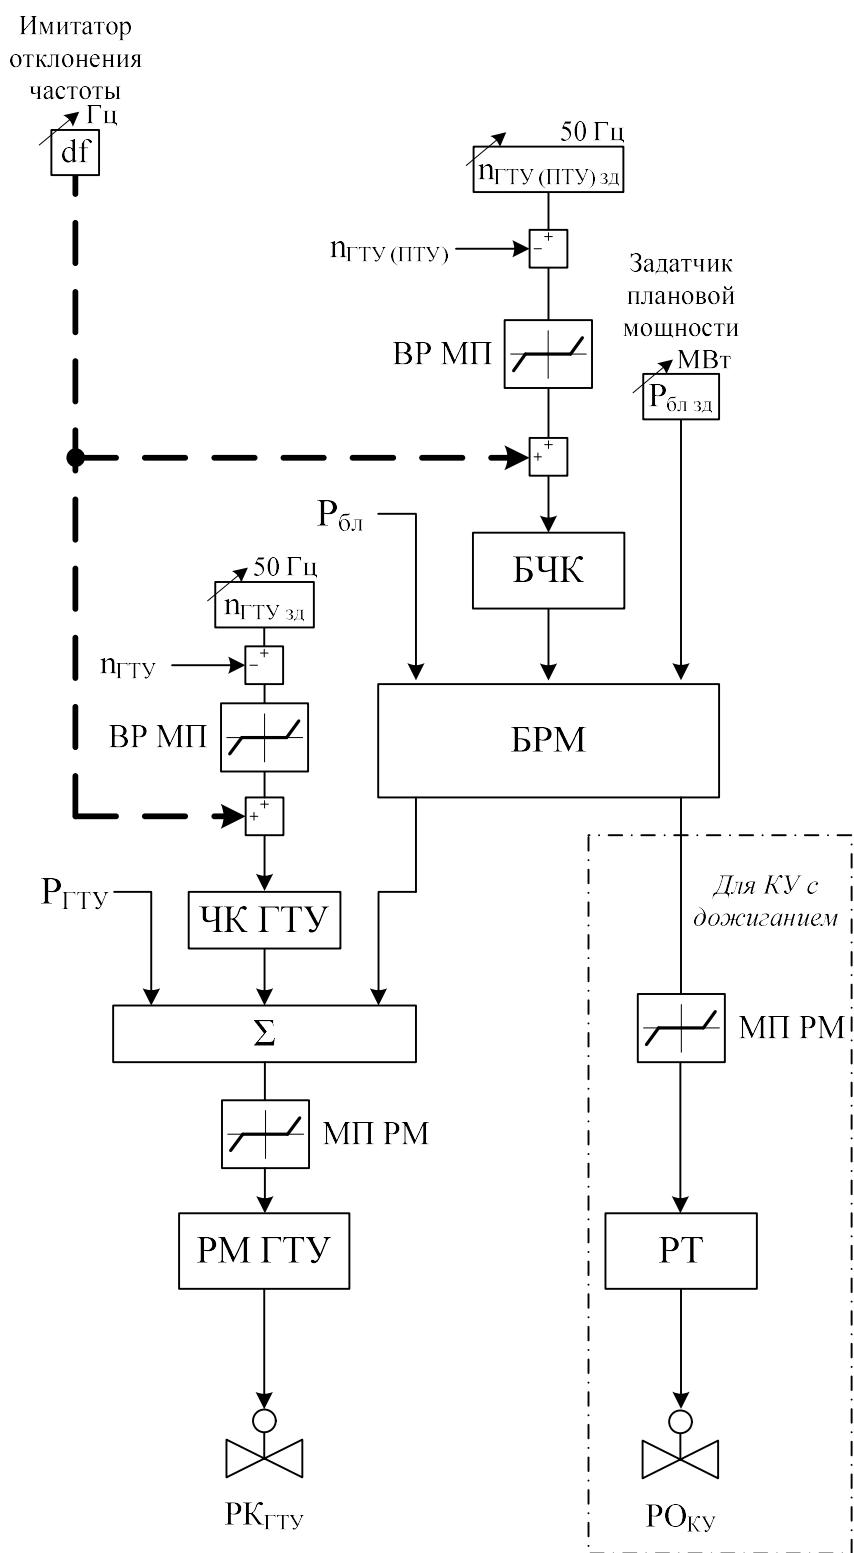 Имитатор
отклонения
частоты
Гц
df
50 Гц
nГТУ (ПТУ) зд
+
nГТУ (ПТУ)
−
Задатчик
плановой
мощности
МВт
ВР МП
Рбл зд
+
+
Рбл
БЧК
50 Гц
nГТУ зд
+
nГТУ
−
ВР МП
БРМ
+
+
РГТУ
ЧК ГТУ
Для КУ с
дожиганием
Σ
МП РМ
МП РМ
РМ ГТУ
РТ
РКГТУ
РОКУ